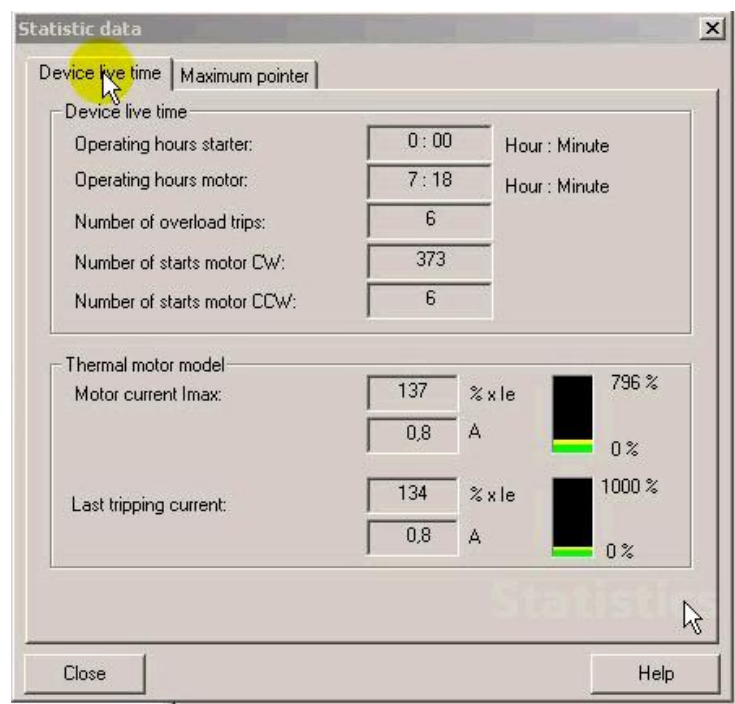 Statistic data
Device live time Maximum pointer
Device live time
Operating hours starter: 0 : 00 Hour : Minute
Operating hours motor: 7 : 18 Hour : Minute
Number of overload trips: 6
Number of starts motor CW: 373
Number of starts motor CCW: 6
Thermal motor model
Motor current Imax: 137 % x Ie 796 %
0,8 A 0 %
Last tripping current: 134 % x Ie 1000 %
0,8 A 0 %
Statistics
Close Help